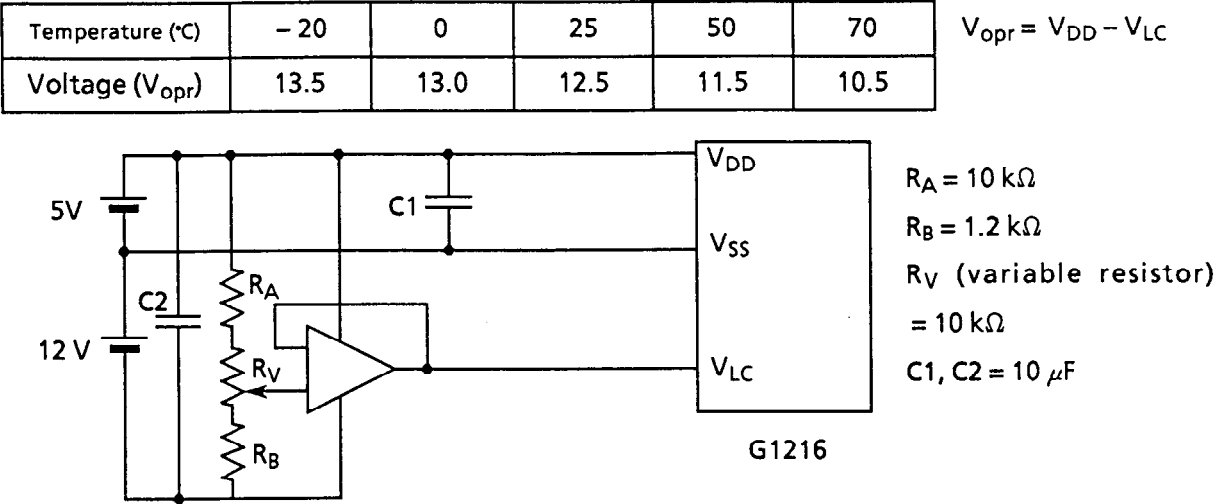 Temperature (°C) −20 0 25 50 70
Voltage (Vopr) 13.5 13.0 12.5 11.5 10.5
Vopr = VDD − VLC
5V
12 V
C2
RA
RV
RB
C1
VDD
VSS
VLC
G1216
RA = 10 kΩ
RB = 1.2 kΩ
RV (variable resistor)
= 10 kΩ
C1, C2 = 10 μF